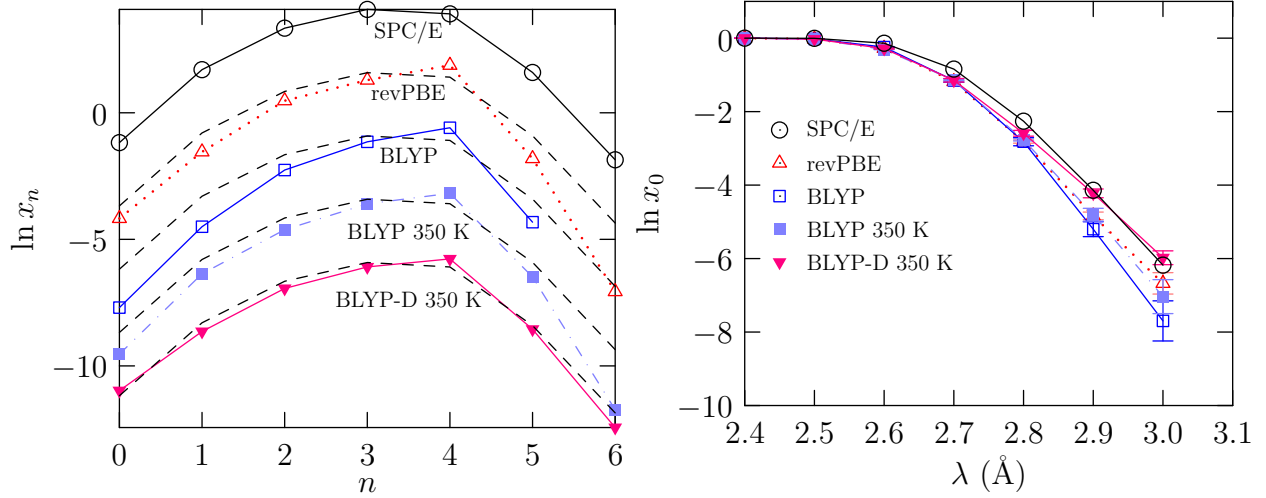 SPC/E
revPBE
BLYP
BLYP 350 K
BLYP-D 350 K
0
−5
−10
ln xₙ
0 1 2 3 4 5 6
n
0
−2
−4
−6
−8
−10
ln x₀
SPC/E
revPBE
BLYP
BLYP 350 K
BLYP-D 350 K
2.4 2.5 2.6 2.7 2.8 2.9 3.0 3.1
λ (Å)